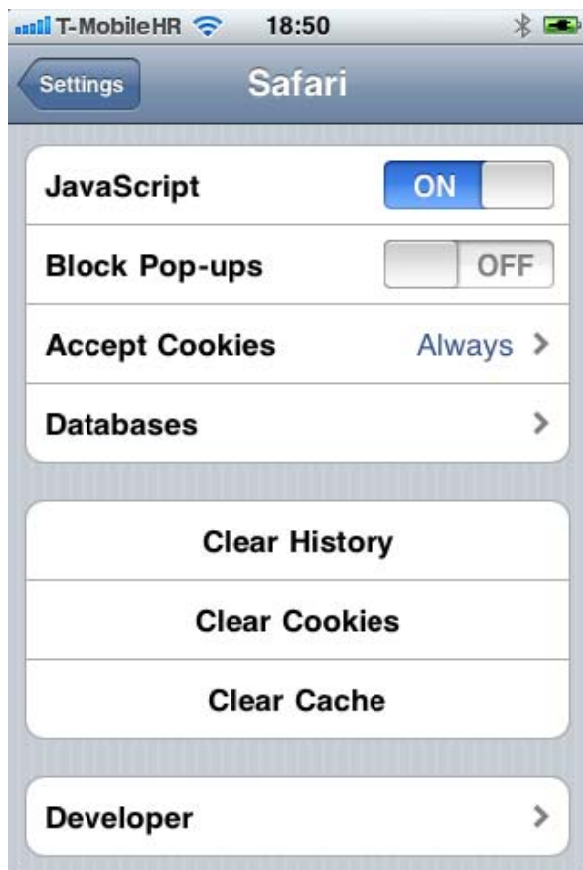 T-Mobile HR 18:50
Settings Safari
JavaScript ON
Block Pop-ups OFF
Accept Cookies Always
Databases
Clear History
Clear Cookies
Clear Cache
Developer